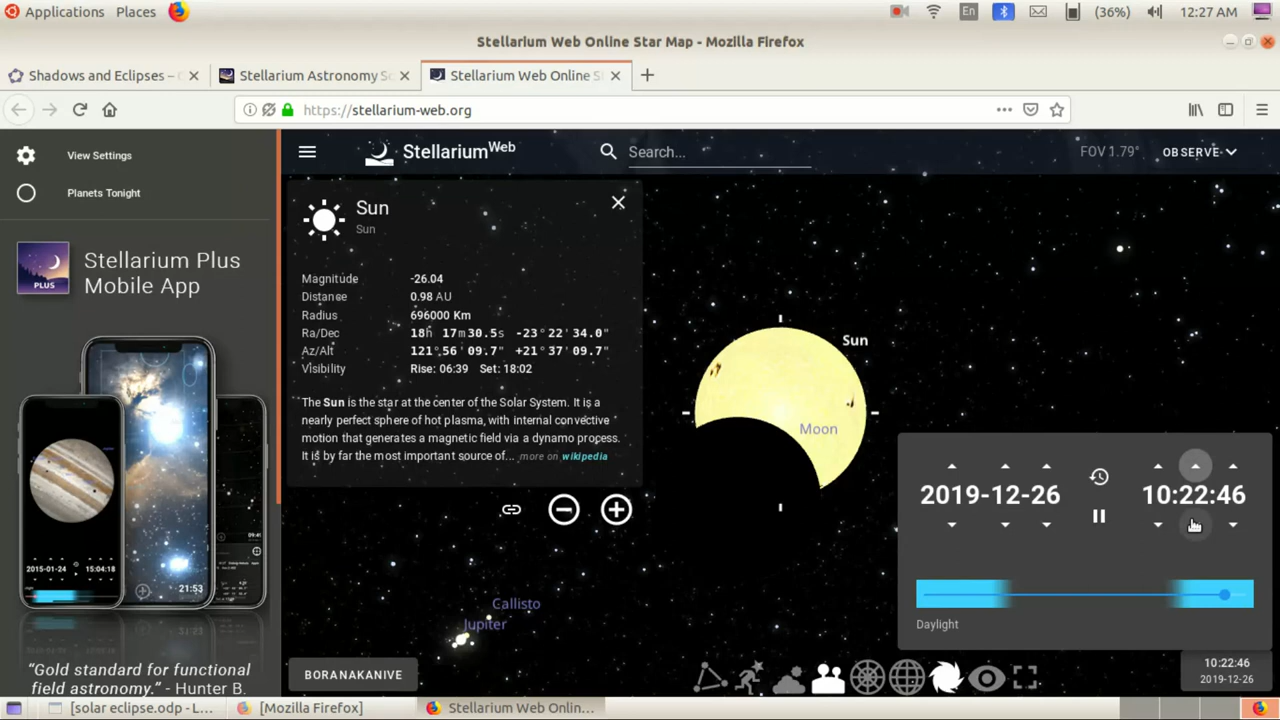 Applications Places En (36%) 12:27 AM
Stellarium Web Online Star Map - Mozilla Firefox
Shadows and Eclipses – Stellarium Astronomy So Stellarium Web Online S
https://stellarium-web.org
View Settings
Planets Tonight
PLUS
Stellarium Plus
Mobile App
2015-01-24 15:04:18
21:53
“Gold standard for functional
field astronomy.” - Hunter B.
StellariumWeb Search... FOV 1.79° OBSERVE
Sun
Sun
Magnitude -26.04
Distance 0.98 AU
Radius 696000 Km
Ra/Dec 18h 17m30.5s -23°22'34.0"
Az/Alt 121°56'09.7" +21°37'09.7"
Visibility Rise: 06:39 Set: 18:02
The Sun is the star at the center of the Solar System. It is a
nearly perfect sphere of hot plasma, with internal convective
motion that generates a magnetic field via a dynamo process.
It is by far the most important source of... more on wikipedia
Sun
Moon
Callisto
Jupiter
2019-12-26 10:22:46
Daylight
BORANAKANIVE
10:22:46
2019-12-26
[solar eclipse.odp - L... [Mozilla Firefox] Stellarium Web Onlin...